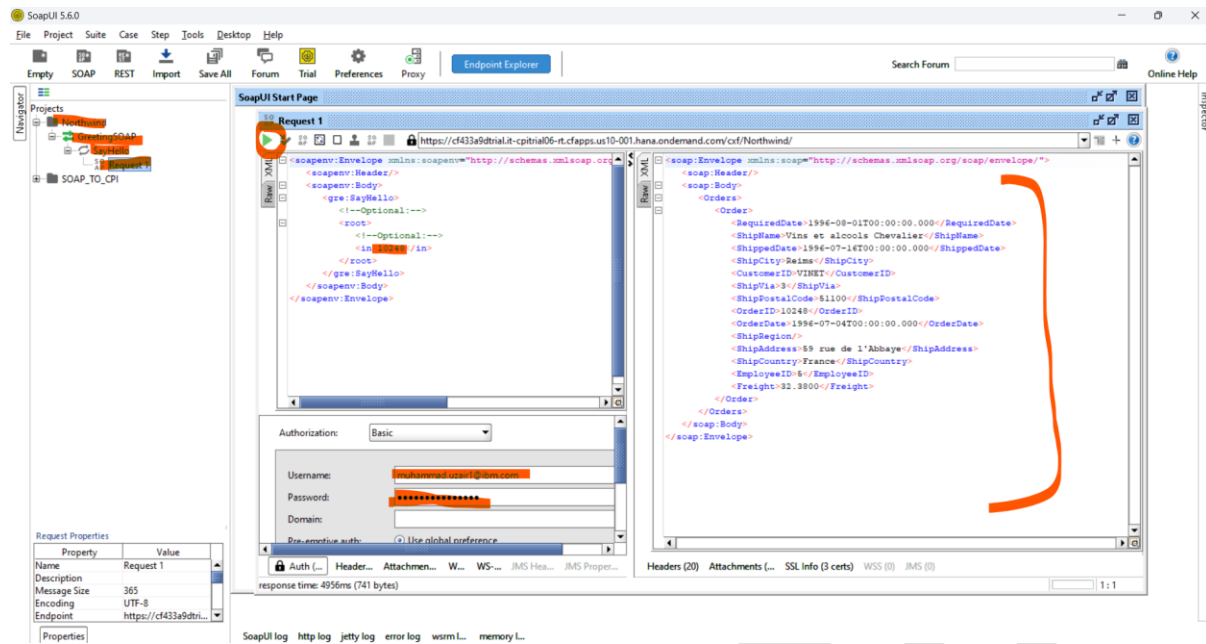 SoapUI 5.6.0
File Project Suite Case Step Tools Desktop Help
Empty SOAP REST Import Save All Forum Trial Preferences Proxy
Endpoint Explorer
Search Forum
Online Help
Navigator
Projects
Northwind
GreetingSOAP
SayHello
Request 1
SOAP_TO_CPI
SoapUI Start Page
Request 1
https://cf433a9dtrial.it-cpitrial06-rt.cfapps.us10-001.hana.ondemand.com/cxf/Northwind/
XML
Raw
<soapenv:Envelope xmlns:soapenv="http://schemas.xmlsoap.org
<soapenv:Header/>
<soapenv:Body>
<gre:SayHello>
<!--Optional:-->
<root>
<!--Optional:-->
<in>10248</in>
</root>
</gre:SayHello>
</soapenv:Body>
</soapenv:Envelope>
XML
Raw
<soap:Envelope xmlns:soap="http://schemas.xmlsoap.org/soap/envelope/">
<soap:Header/>
<soap:Body>
<Orders>
<Order>
<RequiredDate>1996-08-01T00:00:00.000</RequiredDate>
<ShipName>Vins et alcools Chevalier</ShipName>
<ShippedDate>1996-07-16T00:00:00.000</ShippedDate>
<ShipCity>Reims</ShipCity>
<CustomerID>VINET</CustomerID>
<ShipVia>3</ShipVia>
<ShipPostalCode>51100</ShipPostalCode>
<OrderID>10248</OrderID>
<OrderDate>1996-07-04T00:00:00.000</OrderDate>
<ShipRegion/>
<ShipAddress>59 rue de l'Abbaye</ShipAddress>
<ShipCountry>France</ShipCountry>
<EmployeeID>5</EmployeeID>
<Freight>32.3800</Freight>
</Order>
</Orders>
</soap:Body>
</soap:Envelope>
Authorization: Basic
Username: muhammad.uzair1@ibm.com
Password: ●●●●●●●●●●●●●●●
Domain:
Pre-emptive auth: Use global preference
Auth (... Header... Attachmen... W... WS-... JMS Hea... JMS Proper...
Headers (20) Attachments (... SSL Info (3 certs) WSS (0) JMS (0)
response time: 4956ms (741 bytes)
1 : 1
Inspector
Request Properties
Property Value
Name Request 1
Description
Message Size 365
Encoding UTF-8
Endpoint https://cf433a9dtri...
Properties
SoapUI log http log jetty log error log wsrm l... memory l...